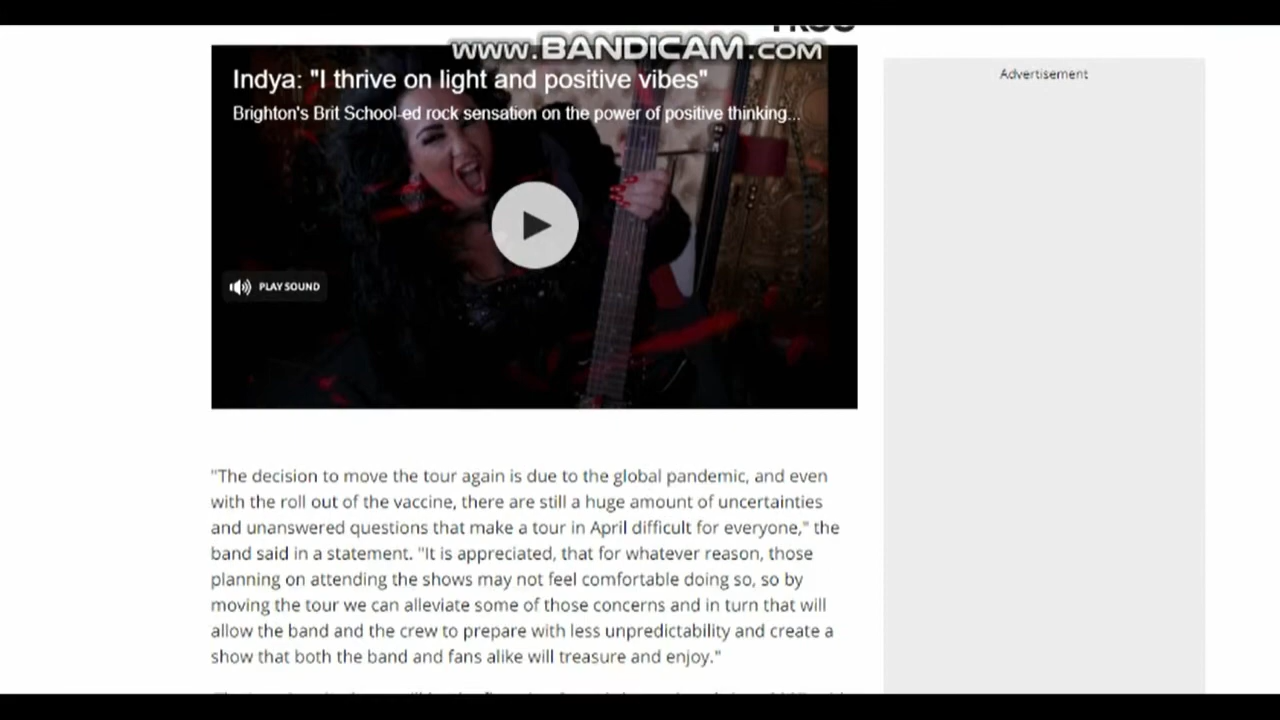 www.BANDICAM.com
Indya: "I thrive on light and positive vibes"
Brighton's Brit School-ed rock sensation on the power of positive thinking...
Advertisement
PLAY SOUND
"The decision to move the tour again is due to the global pandemic, and even
with the roll out of the vaccine, there are still a huge amount of uncertainties
and unanswered questions that make a tour in April difficult for everyone," the
band said in a statement. "It is appreciated, that for whatever reason, those
planning on attending the shows may not feel comfortable doing so, so by
moving the tour we can alleviate some of those concerns and in turn that will
allow the band and the crew to prepare with less unpredictability and create a
show that both the band and fans alike will treasure and enjoy."